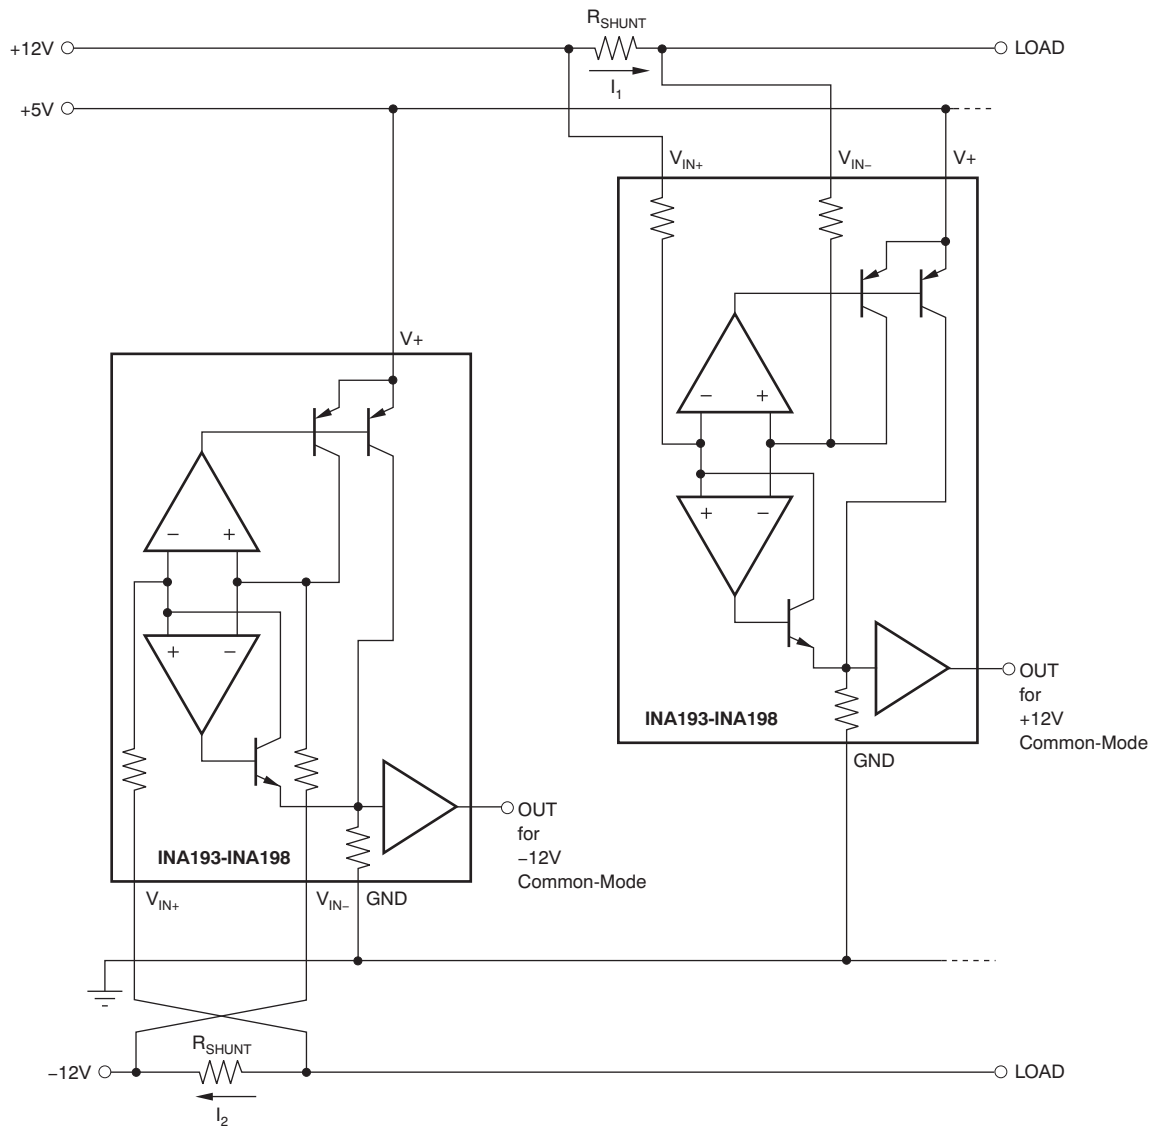 R_SHUNT
+12V
LOAD
I_1
+5V
V_IN+
V_IN−
V+
V+
− +
− +
+ −
+ −
OUT
for
+12V
Common-Mode
INA193-INA198
GND
OUT
for
−12V
Common-Mode
INA193-INA198
V_IN+
V_IN−
GND
R_SHUNT
−12V
LOAD
I_2